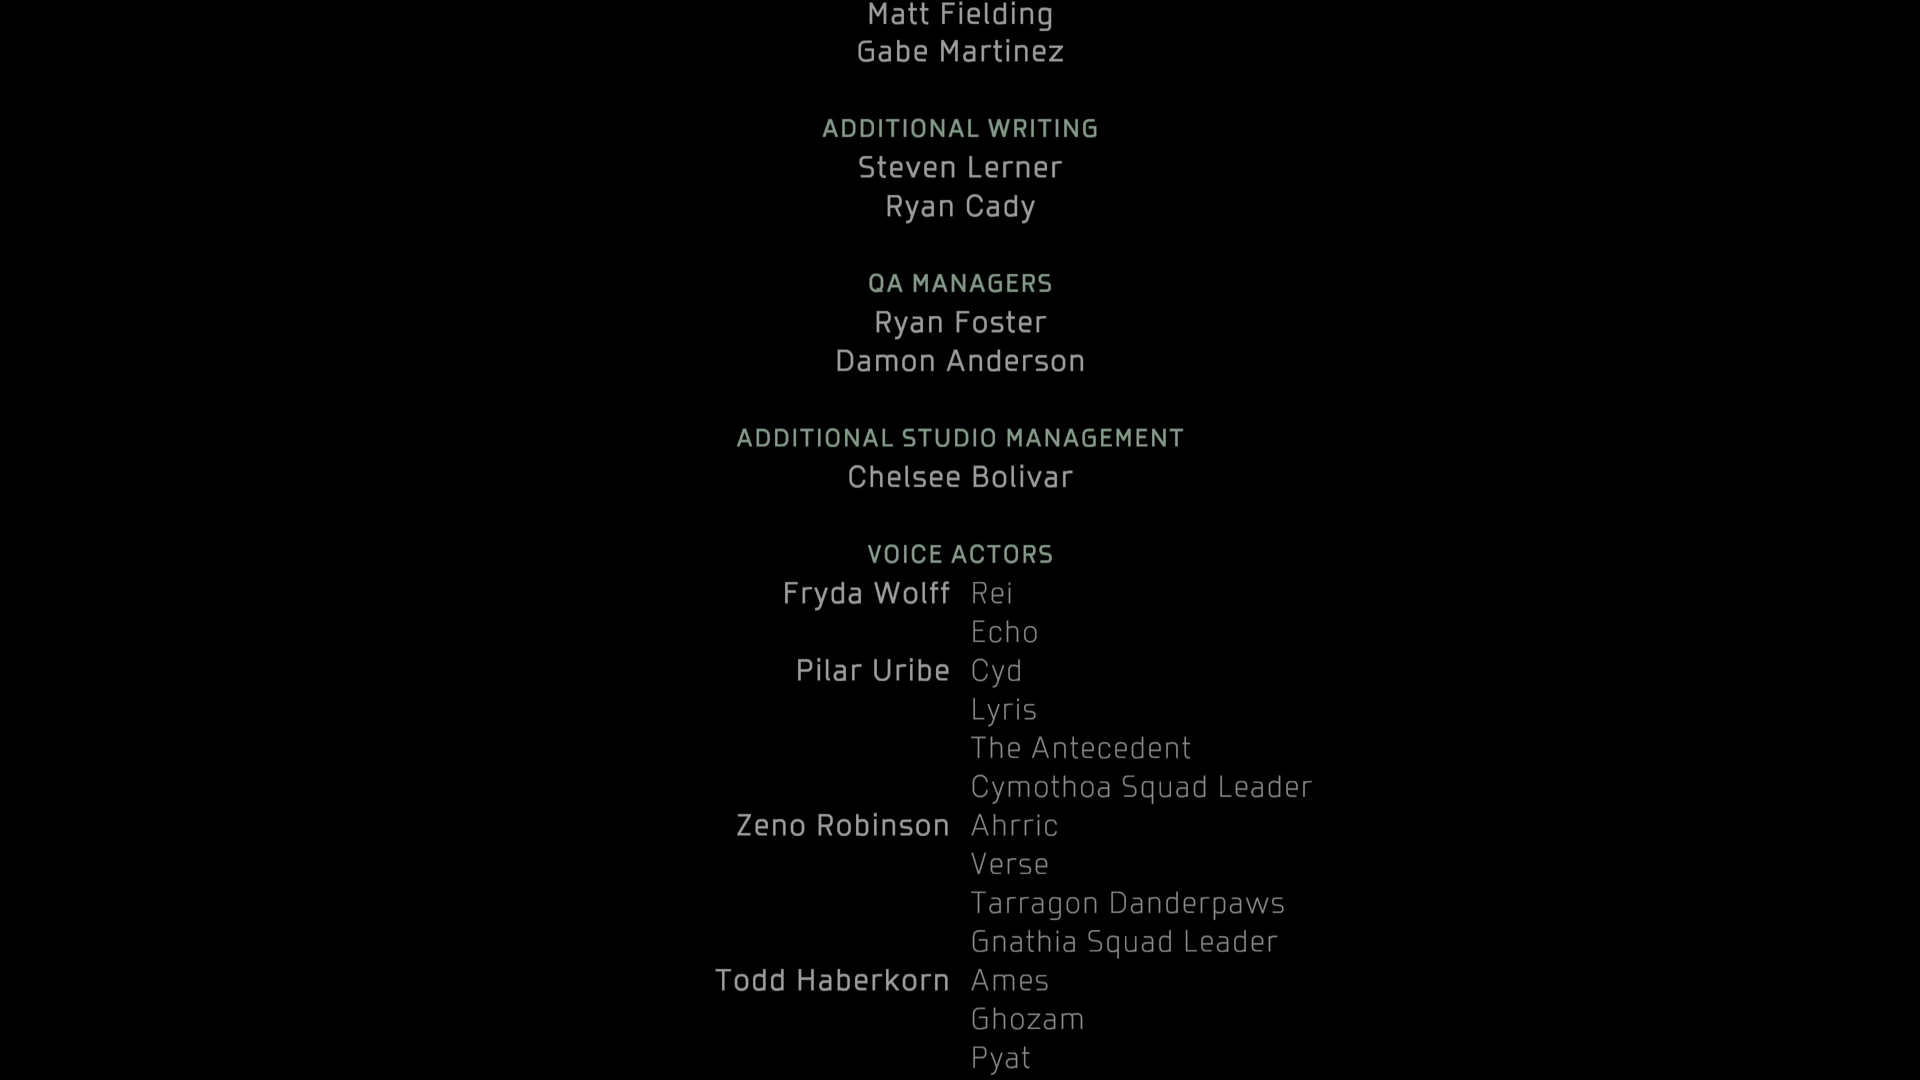 Matt Fielding
Gabe Martinez
ADDITIONAL WRITING
Steven Lerner
Ryan Cady
QA MANAGERS
Ryan Foster
Damon Anderson
ADDITIONAL STUDIO MANAGEMENT
Chelsee Bolivar
VOICE ACTORS
Fryda Wolff Rei
Echo
Pilar Uribe Cyd
Lyris
The Antecedent
Cymothoa Squad Leader
Zeno Robinson Ahrric
Verse
Tarragon Danderpaws
Gnathia Squad Leader
Todd Haberkorn Ames
Ghozam
Pyat